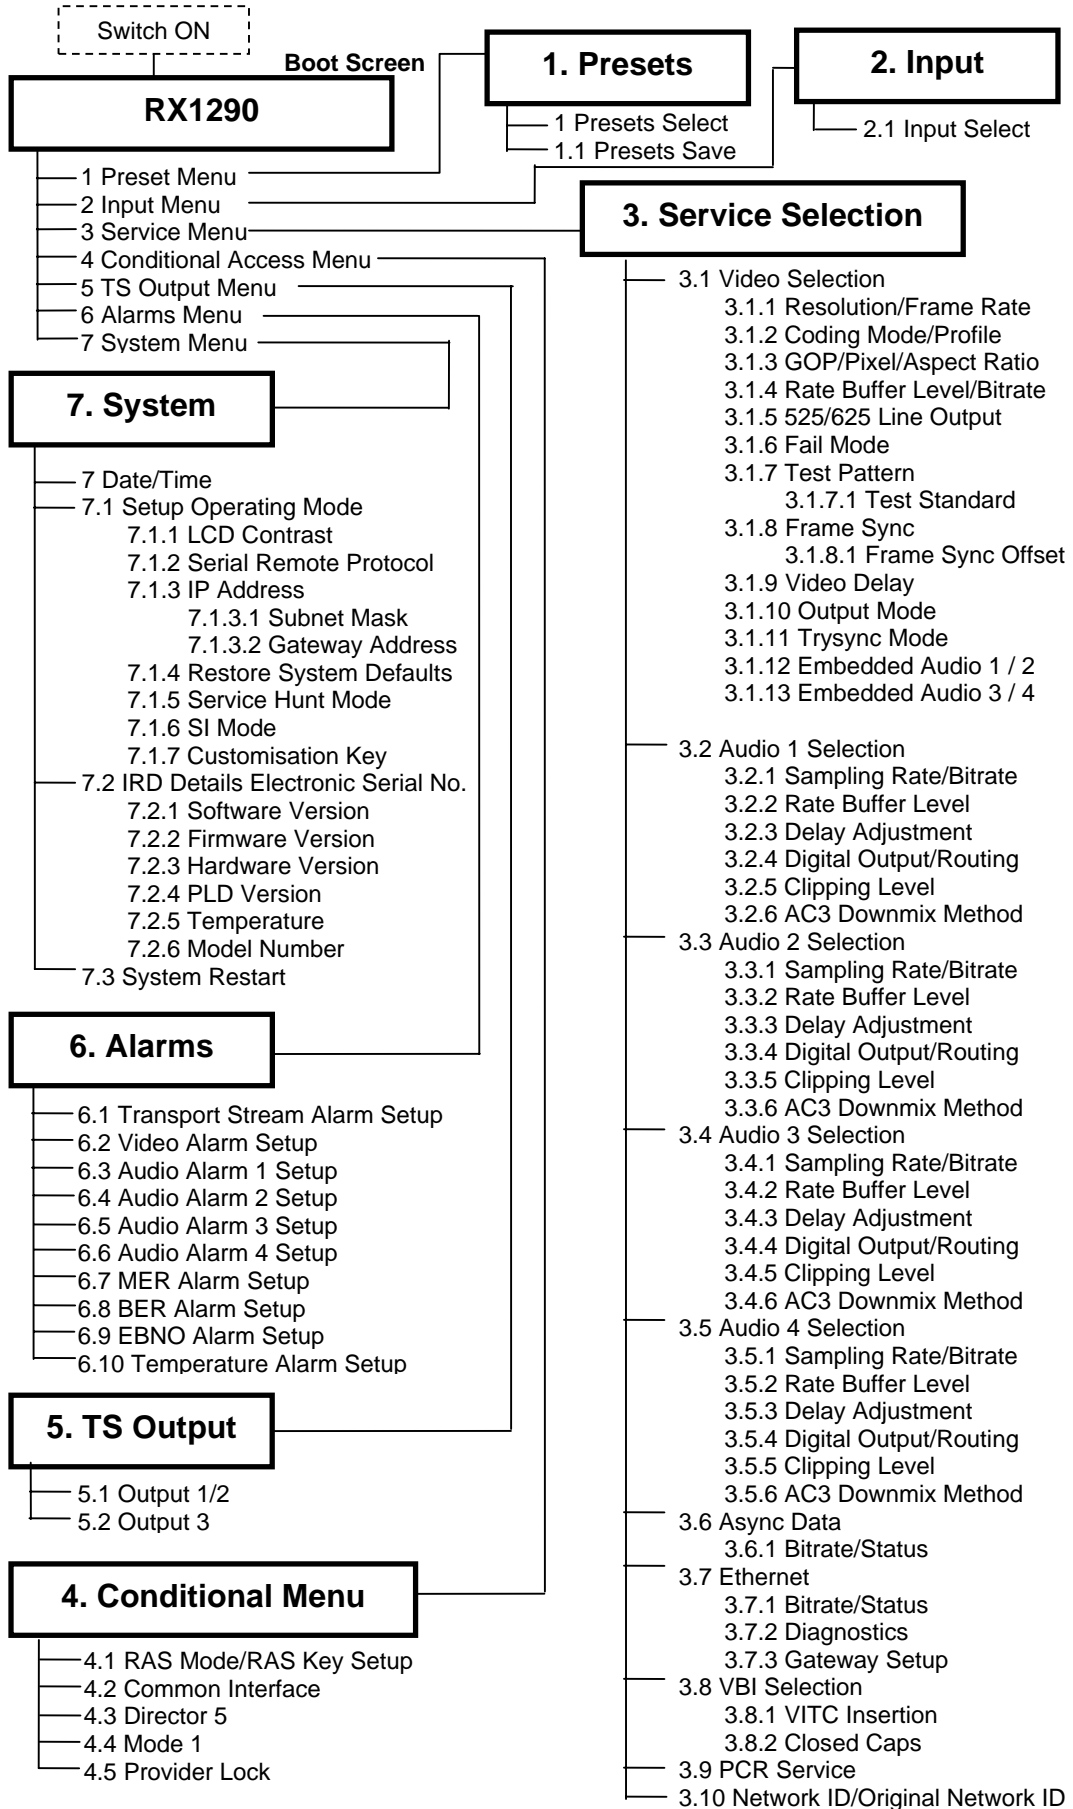 Switch ON
Boot Screen
RX1290
1 Preset Menu
2 Input Menu
3 Service Menu
4 Conditional Access Menu
5 TS Output Menu
6 Alarms Menu
7 System Menu
1. Presets
1 Presets Select
1.1 Presets Save
2. Input
2.1 Input Select
3. Service Selection
3.1 Video Selection
3.1.1 Resolution/Frame Rate
3.1.2 Coding Mode/Profile
3.1.3 GOP/Pixel/Aspect Ratio
3.1.4 Rate Buffer Level/Bitrate
3.1.5 525/625 Line Output
3.1.6 Fail Mode
3.1.7 Test Pattern
3.1.7.1 Test Standard
3.1.8 Frame Sync
3.1.8.1 Frame Sync Offset
3.1.9 Video Delay
3.1.10 Output Mode
3.1.11 Trysync Mode
3.1.12 Embedded Audio 1 / 2
3.1.13 Embedded Audio 3 / 4
3.2 Audio 1 Selection
3.2.1 Sampling Rate/Bitrate
3.2.2 Rate Buffer Level
3.2.3 Delay Adjustment
3.2.4 Digital Output/Routing
3.2.5 Clipping Level
3.2.6 AC3 Downmix Method
3.3 Audio 2 Selection
3.3.1 Sampling Rate/Bitrate
3.3.2 Rate Buffer Level
3.3.3 Delay Adjustment
3.3.4 Digital Output/Routing
3.3.5 Clipping Level
3.3.6 AC3 Downmix Method
3.4 Audio 3 Selection
3.4.1 Sampling Rate/Bitrate
3.4.2 Rate Buffer Level
3.4.3 Delay Adjustment
3.4.4 Digital Output/Routing
3.4.5 Clipping Level
3.4.6 AC3 Downmix Method
3.5 Audio 4 Selection
3.5.1 Sampling Rate/Bitrate
3.5.2 Rate Buffer Level
3.5.3 Delay Adjustment
3.5.4 Digital Output/Routing
3.5.5 Clipping Level
3.5.6 AC3 Downmix Method
3.6 Async Data
3.6.1 Bitrate/Status
3.7 Ethernet
3.7.1 Bitrate/Status
3.7.2 Diagnostics
3.7.3 Gateway Setup
3.8 VBI Selection
3.8.1 VITC Insertion
3.8.2 Closed Caps
3.9 PCR Service
3.10 Network ID/Original Network ID
7. System
7 Date/Time
7.1 Setup Operating Mode
7.1.1 LCD Contrast
7.1.2 Serial Remote Protocol
7.1.3 IP Address
7.1.3.1 Subnet Mask
7.1.3.2 Gateway Address
7.1.4 Restore System Defaults
7.1.5 Service Hunt Mode
7.1.6 SI Mode
7.1.7 Customisation Key
7.2 IRD Details Electronic Serial No.
7.2.1 Software Version
7.2.2 Firmware Version
7.2.3 Hardware Version
7.2.4 PLD Version
7.2.5 Temperature
7.2.6 Model Number
7.3 System Restart
6. Alarms
6.1 Transport Stream Alarm Setup
6.2 Video Alarm Setup
6.3 Audio Alarm 1 Setup
6.4 Audio Alarm 2 Setup
6.5 Audio Alarm 3 Setup
6.6 Audio Alarm 4 Setup
6.7 MER Alarm Setup
6.8 BER Alarm Setup
6.9 EBNO Alarm Setup
6.10 Temperature Alarm Setup
5. TS Output
5.1 Output 1/2
5.2 Output 3
4. Conditional Menu
4.1 RAS Mode/RAS Key Setup
4.2 Common Interface
4.3 Director 5
4.4 Mode 1
4.5 Provider Lock